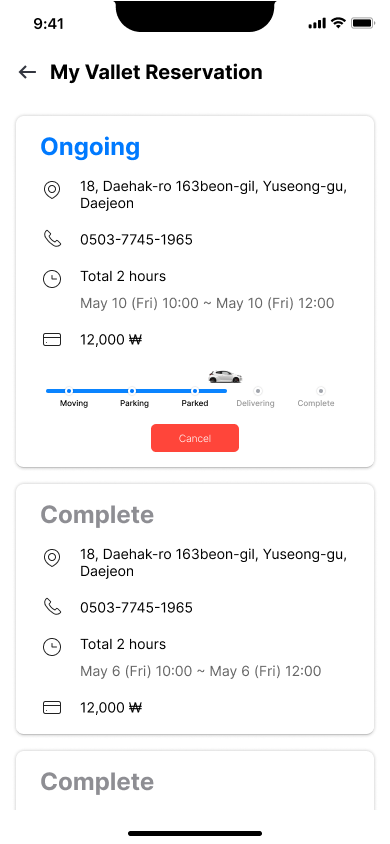 9:41
My Vallet Reservation
Ongoing
18, Daehak-ro 163beon-gil, Yuseong-gu,
Daejeon
0503-7745-1965
Total 2 hours
May 10 (Fri) 10:00 ~ May 10 (Fri) 12:00
12,000 ₩
Moving Parking Parked Delivering Complete
Cancel
Complete
18, Daehak-ro 163beon-gil, Yuseong-gu,
Daejeon
0503-7745-1965
Total 2 hours
May 6 (Fri) 10:00 ~ May 6 (Fri) 12:00
12,000 ₩
Complete